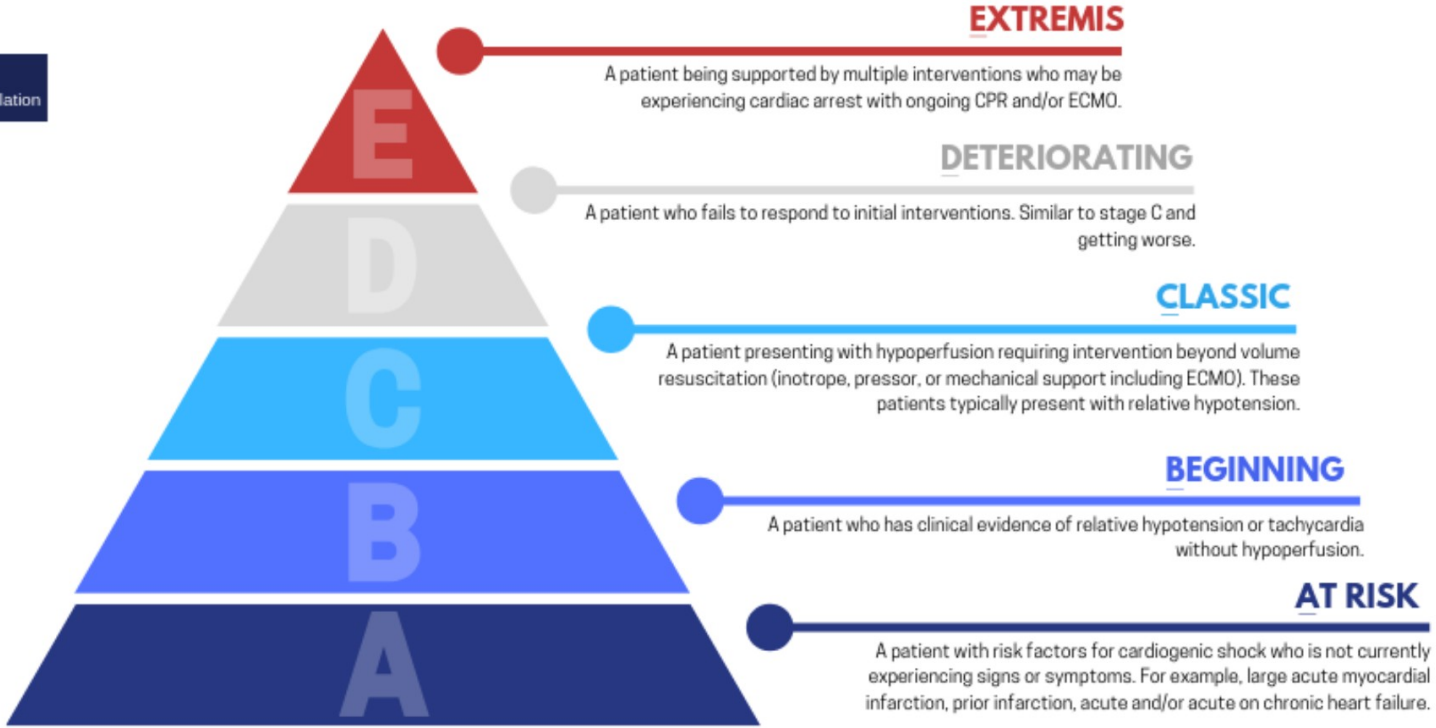 EXTREMIS
A patient being supported by multiple interventions who may be
experiencing cardiac arrest with ongoing CPR and/or ECMO.
E
lation
DETERIORATING
A patient who fails to respond to initial interventions. Similar to stage C and
getting worse.
D
CLASSIC
A patient presenting with hypoperfusion requiring intervention beyond volume
resuscitation (inotrope, pressor, or mechanical support including ECMO). These
patients typically present with relative hypotension.
C
BEGINNING
A patient who has clinical evidence of relative hypotension or tachycardia
without hypoperfusion.
B
AT RISK
A patient with risk factors for cardiogenic shock who is not currently
experiencing signs or symptoms. For example, large acute myocardial
infarction, prior infarction, acute and/or acute on chronic heart failure.
A